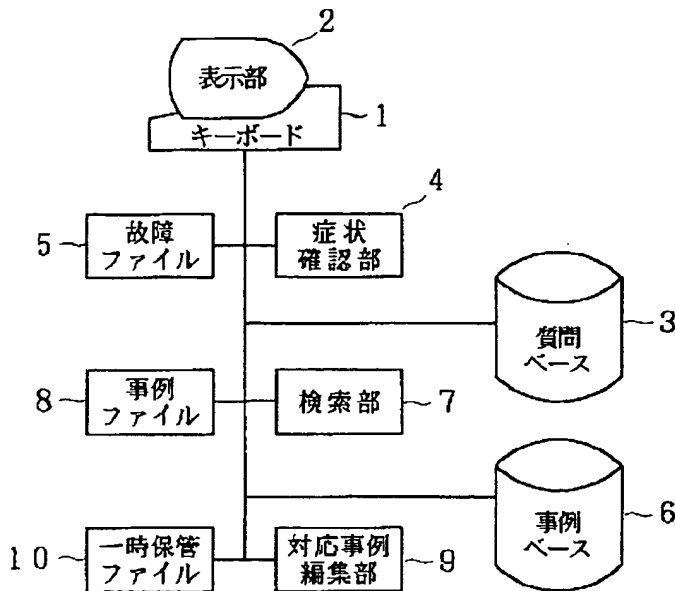 2
表示部
キーボード
1
4
5
故障
ファイル
症状
確認部
質問
ベース
3
8
事例
ファイル
検索部
7
事例
ベース
6
10
一時保管
ファイル
対応事例
編集部
9